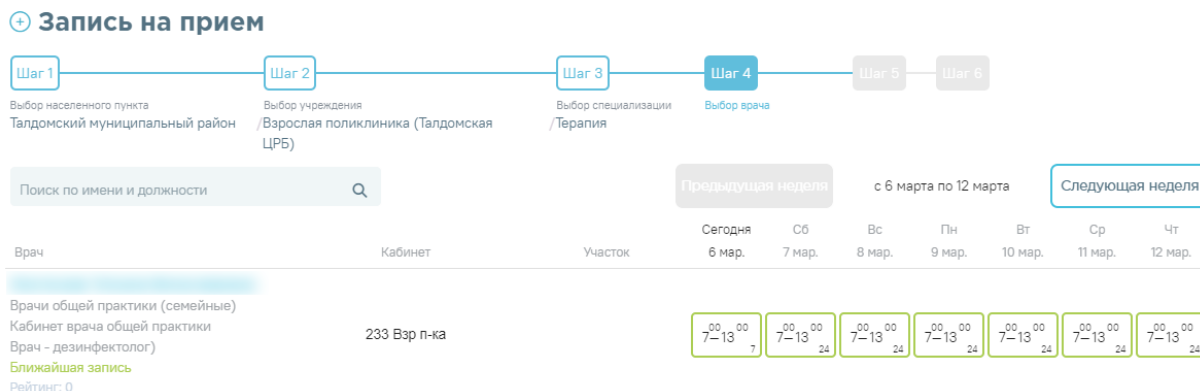 Запись на прием
Шаг 1 Шаг 2 Шаг 3 Шаг 4 Шаг 5 Шаг 6
Выбор населенного пункта Выбор учреждения Выбор специализации Выбор врача
Талдомский муниципальный район /Взрослая поликлиника (Талдомская /Терапия
ЦРБ)
Поиск по имени и должности Предыдущая неделя с 6 марта по 12 марта Следующая неделя
Сегодня Сб Вс Пн Вт Ср Чт
Врач Кабинет Участок 6 мар. 7 мар. 8 мар. 9 мар. 10 мар. 11 мар. 12 мар.
Врачи общей практики (семейные)
Кабинет врача общей практики
Врач - дезинфектолог)
233 Взр п-ка
700–1300 7 700–1300 24 700–1300 24 700–1300 24 700–1300 24 700–1300 24 700–1300 24
Ближайшая запись
Рейтинг: 0